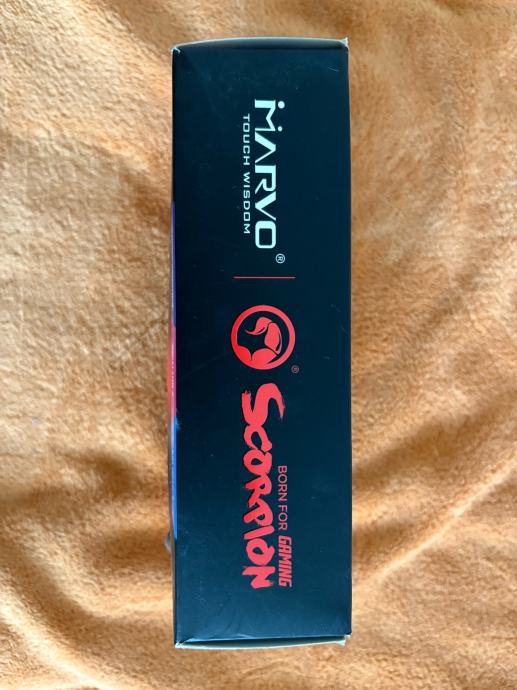 MARVO®
TOUCH WISDOM
®
BORN FOR GAMING
SCORPION